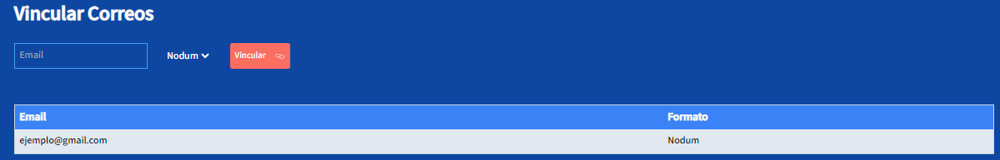 Vincular Correos
Email Nodum Vincular
Email Formato
ejemplo@gmail.com Nodum